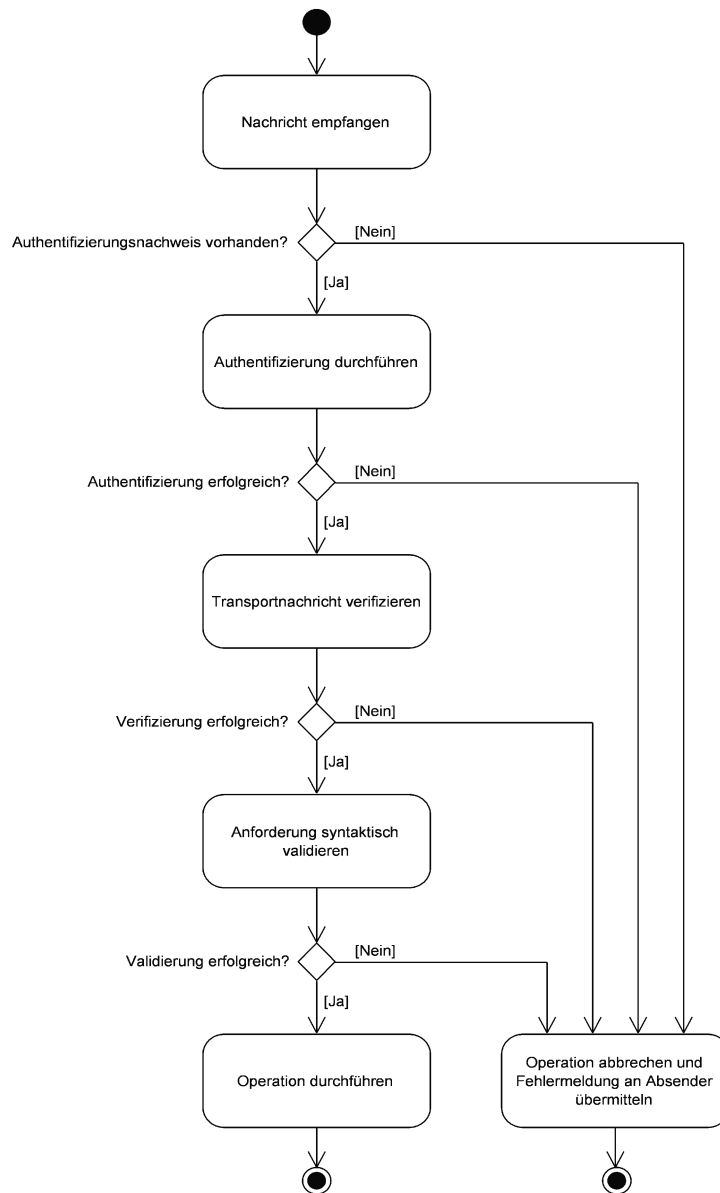 Nachricht empfangen
Authentifizierungsnachweis vorhanden?
[Nein]
[Ja]
Authentifizierung durchführen
Authentifizierung erfolgreich?
[Nein]
[Ja]
Transportnachricht verifizieren
Verifizierung erfolgreich?
[Nein]
[Ja]
Anforderung syntaktisch
validieren
Validierung erfolgreich?
[Nein]
[Ja]
Operation durchführen
Operation abbrechen und
Fehlermeldung an Absender
übermitteln